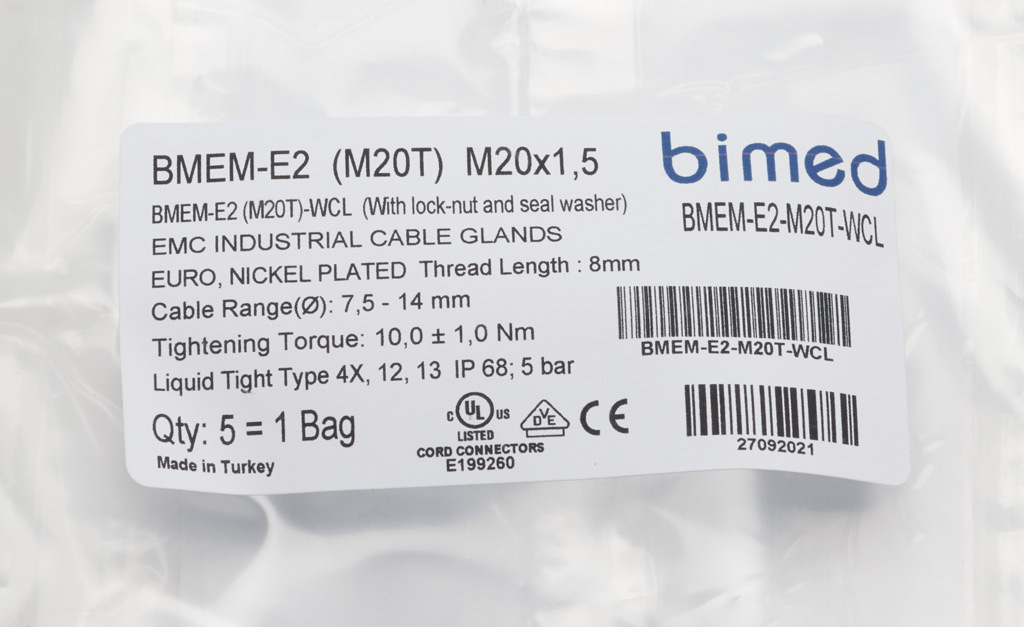 BMEM-E2 (M20T) M20x1,5
bimed
BMEM-E2 (M20T)-WCL (With lock-nut and seal washer)
BMEM-E2-M20T-WCL
EMC INDUSTRIAL CABLE GLANDS
EURO, NICKEL PLATED Thread Length : 8mm
Cable Range(Ø): 7,5 - 14 mm
Tightening Torque: 10,0 ± 1,0 Nm
BMEM-E2-M20T-WCL
Liquid Tight Type 4X, 12, 13 IP 68; 5 bar
Qty: 5 = 1 Bag
C UL US
LISTED
CORD CONNECTORS
E199260
DVE
CE
27092021
Made in Turkey